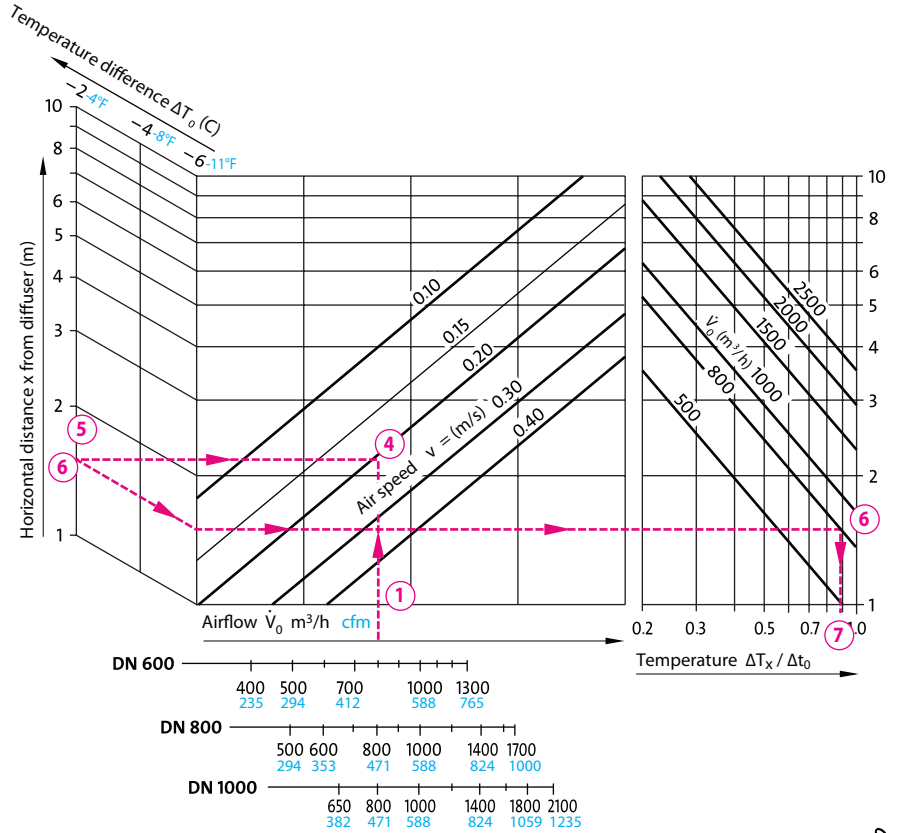 Temperature difference ΔT₀ (C)
−2 -4°F
−4 -8°F
−6 -11°F
Horizontal distance x from diffuser (m)
10
8
6
5
4
3
2
1
5
6
0.10
0.15
0.20
0.30
0.40
Air speed v = (m/s)
4
1
10
8
6
5
4
3
2
1
2500
2000
1500
V̇₀ (m³/h) 1000
800
500
6
7
0.2 0.3 0.5 0.7 1.0
Temperature ΔTₓ / Δt₀
Airflow V̇₀ m³/h cfm
DN 600
400 500 700 1000 1300
235 294 412 588 765
DN 800
500 600 800 1000 1400 1700
294 353 471 588 824 1000
DN 1000
650 800 1000 1400 1800 2100
382 471 588 824 1059 1235